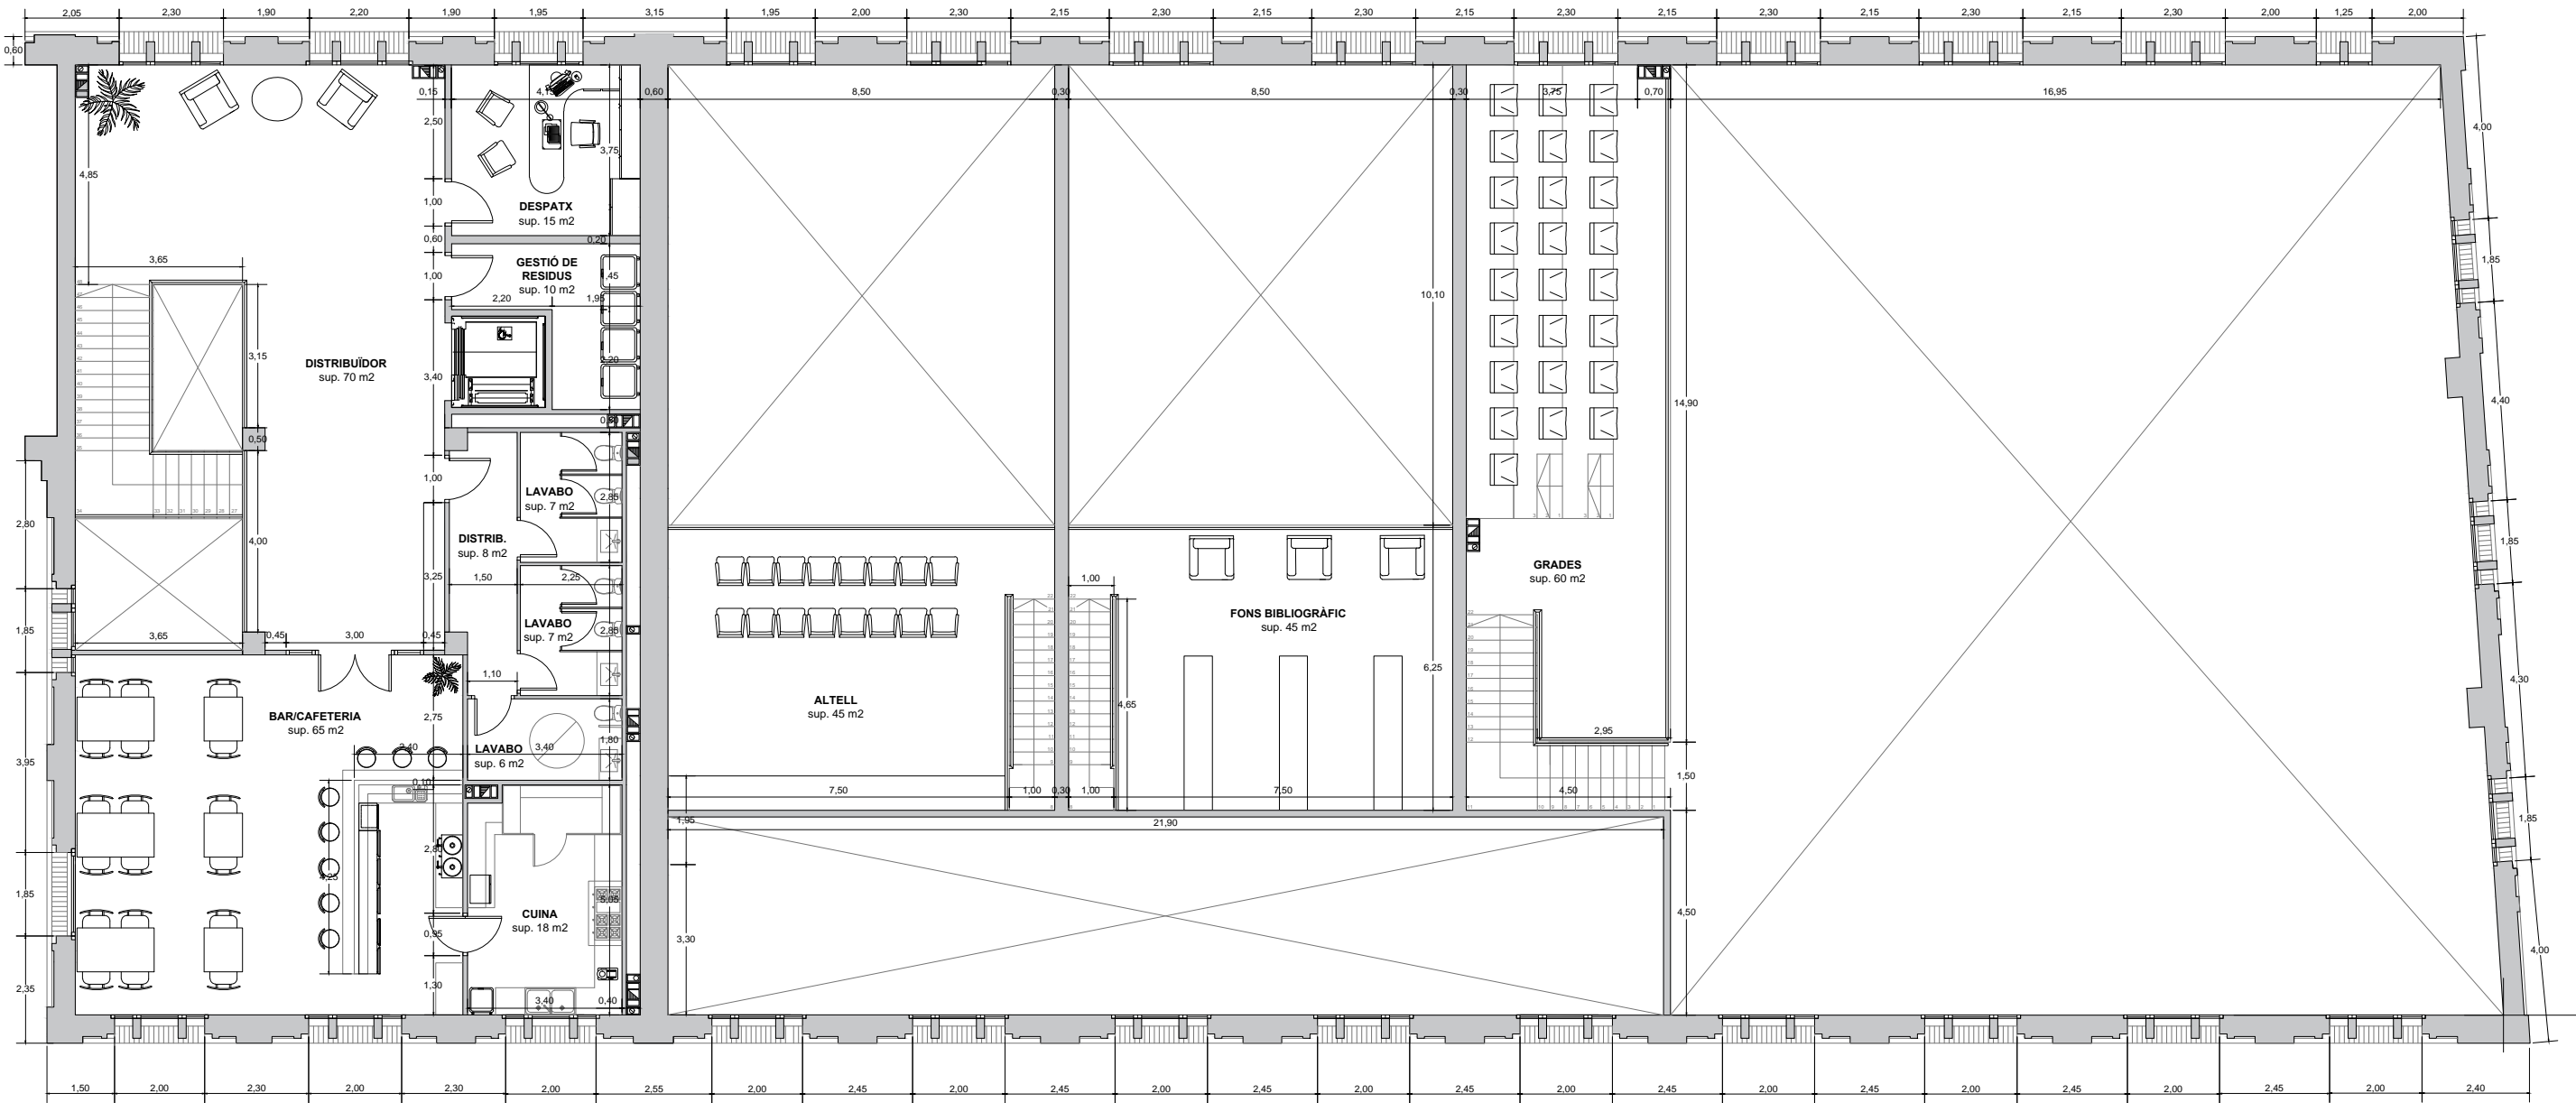 2,05 2,30 1,90 2,20 1,90 1,95 3,15 1,95 2,00 2,30 2,15 2,30 2,15 2,30 2,15 2,30 2,15 2,30 2,15 2,30 2,15 2,30 2,00 1,25 2,00
0,60
0,15 4,15 0,60 8,50 0,30 8,50 0,30 3,75 0,70 16,95
2,50
4,00
3,75
4,85
1,00
DESPATX
sup. 15 m2
0,60
0,20
3,65
GESTIÓ DE
RESIDUS
sup. 10 m2
1,00
,45
1,85
2,20 1,95
10,10
3,15
DISTRIBUÏDOR
sup. 70 m2
3,40
2,20
14,90
4,40
0,50
1,00
LAVABO
sup. 7 m2
2,85
2,80
4,00
DISTRIB.
sup. 8 m2
1,85
3,25
1,50 2,25
1,00
GRADES
sup. 60 m2
FONS BIBLIOGRÀFIC
sup. 45 m2
LAVABO
sup. 7 m2
2,85
1,85
3,65 0,45 3,00 0,45
1,10
6,25
4,30
ALTELL
sup. 45 m2
4,65
BAR/CAFETERIA
sup. 65 m2
2,75
2,95
2,40
LAVABO
sup. 6 m2
3,40
1,80
3,95
1,50
0,10
7,50 1,00 0,30 1,00 7,50 4,50
1,95
21,90
1,85
2,80
4,25
1,85
5,05
CUINA
sup. 18 m2
4,50
0,95
3,30
4,00
2,35
1,30
3,40 0,40
1,50 2,00 2,30 2,00 2,30 2,00 2,55 2,00 2,45 2,00 2,45 2,00 2,45 2,00 2,45 2,00 2,45 2,00 2,45 2,00 2,45 2,00 2,45 2,00 2,40